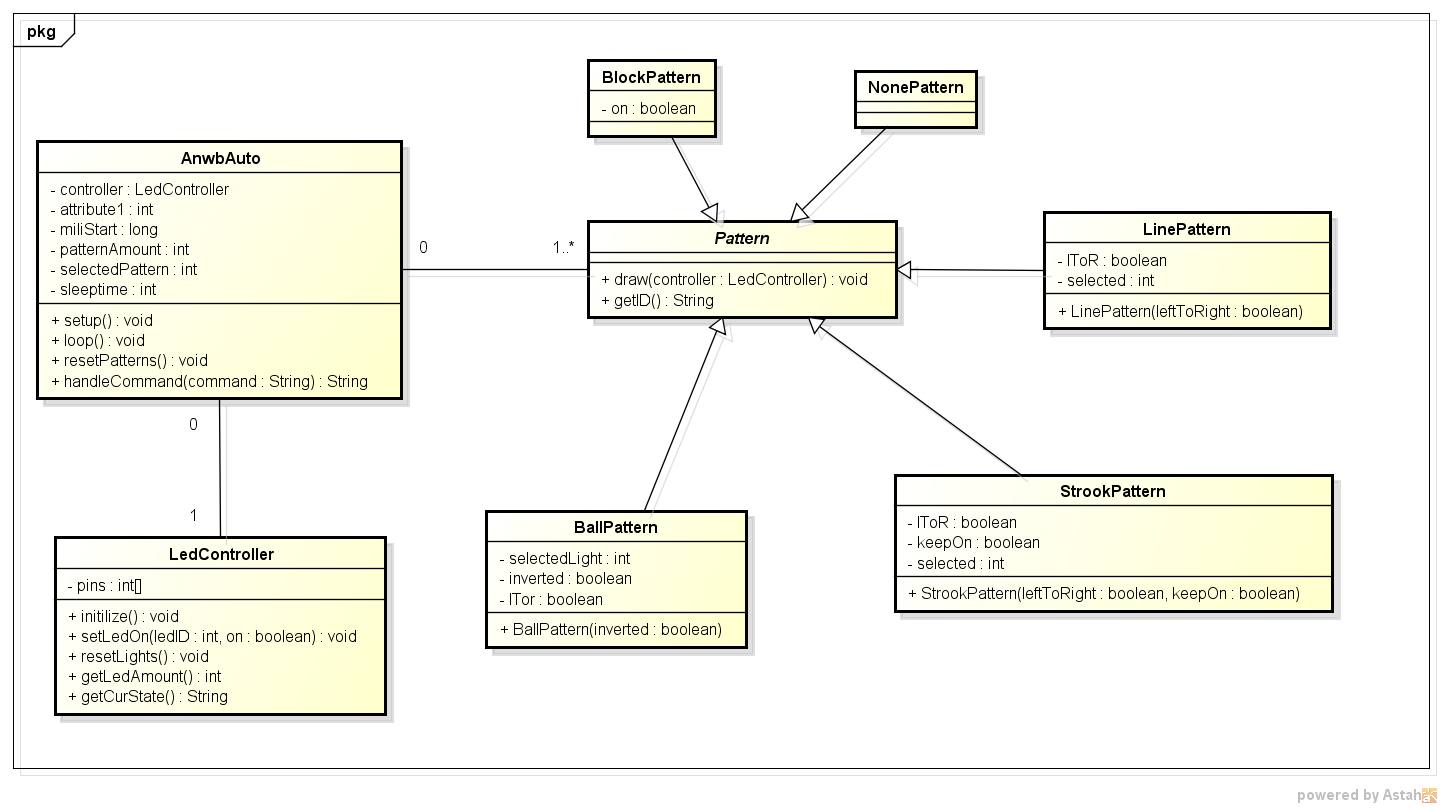 pkg
BlockPattern
- on : boolean
NonePattern
AnwbAuto
- controller : LedController
- attribute1 : int
- miliStart : long
- patternAmount : int
- selectedPattern : int
- sleeptime : int
+ setup() : void
+ loop() : void
+ resetPatterns() : void
+ handleCommand(command : String) : String
0
1..*
Pattern
+ draw(controller : LedController) : void
+ getID() : String
LinePattern
- lToR : boolean
- selected : int
+ LinePattern(leftToRight : boolean)
0
1
LedController
- pins : int[]
+ initilize() : void
+ setLedOn(ledID : int, on : boolean) : void
+ resetLights() : void
+ getLedAmount() : int
+ getCurState() : String
BallPattern
- selectedLight : int
- inverted : boolean
- lTor : boolean
+ BallPattern(inverted : boolean)
StrookPattern
- lToR : boolean
- keepOn : boolean
- selected : int
+ StrookPattern(leftToRight : boolean, keepOn : boolean)
powered by Astah